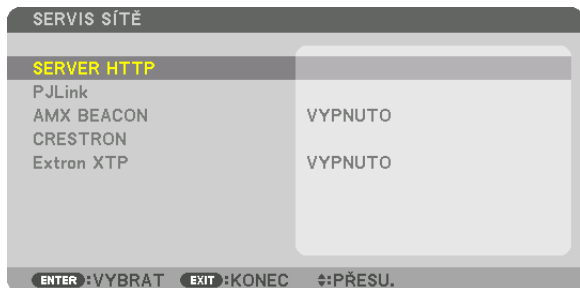 SERVIS SÍTĚ
SERVER HTTP
PJLink
AMX BEACON VYPNUTO
CRESTRON
Extron XTP VYPNUTO
ENTER :VYBRAT EXIT :KONEC :PŘESU.